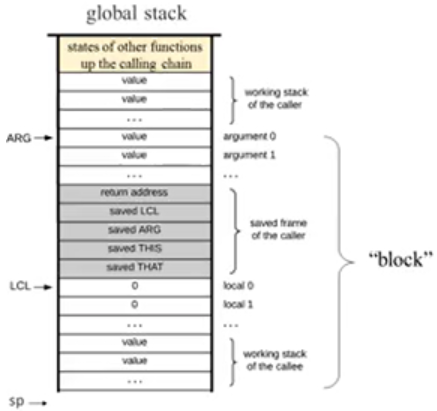 global stack
states of other functions
up the calling chain
value
value
...
working stack
of the caller
ARG
value
argument 0
value
argument 1
...
...
return address
saved LCL
saved ARG
saved THIS
saved THAT
saved frame
of the caller
"block"
LCL
0
local 0
0
local 1
...
...
value
value
...
working stack
of the callee
sp